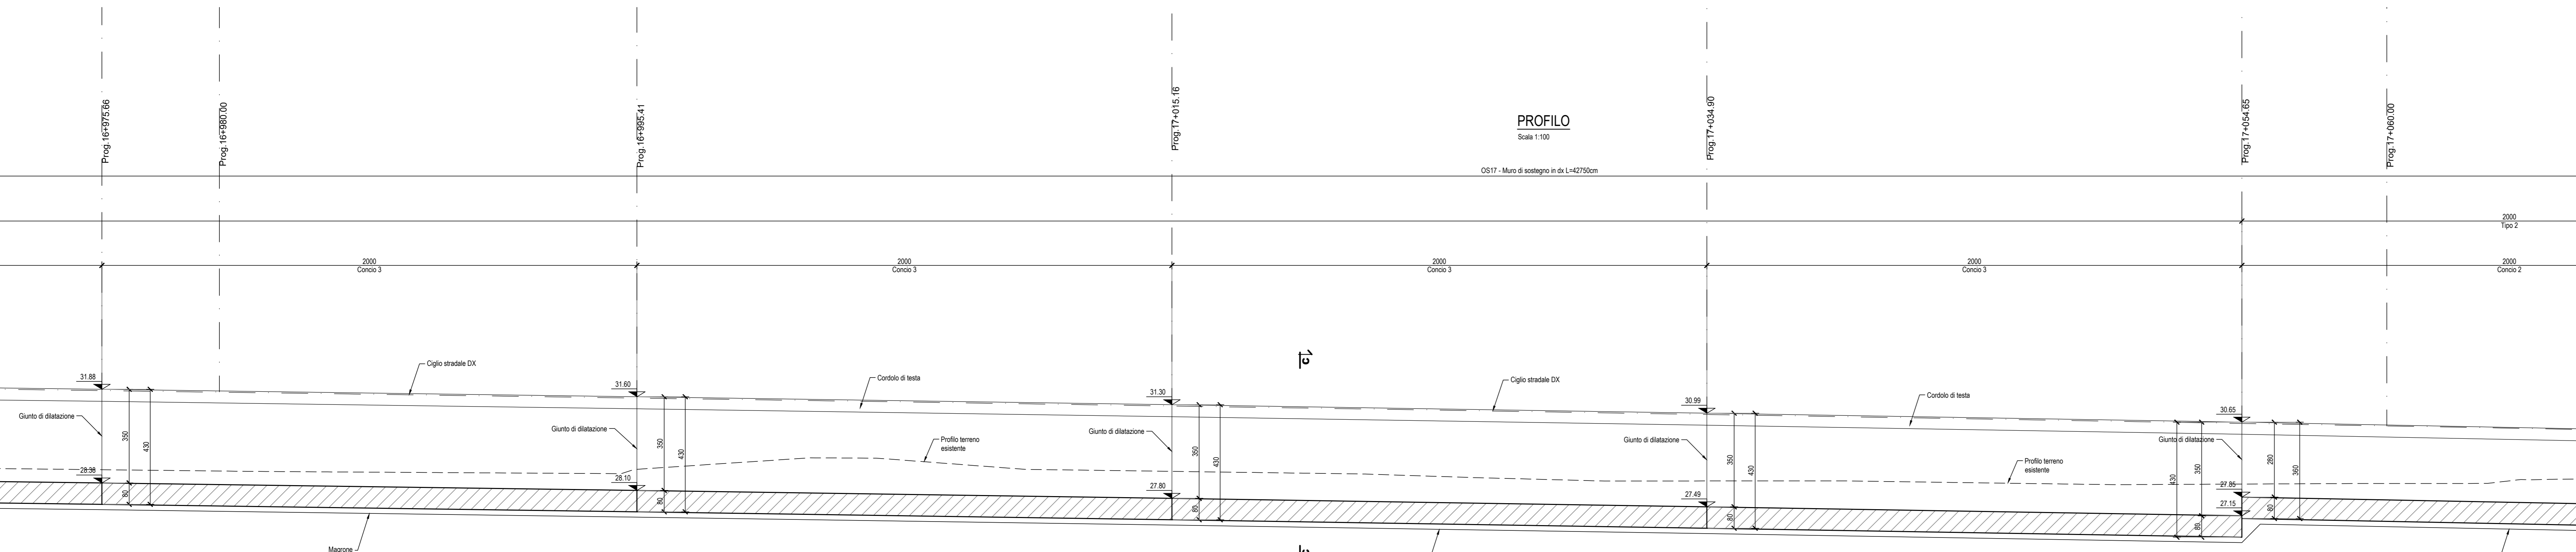 Prog.16+975.66
Prog.16+980.00
Prog.16+995.41
Prog.17+015.16
PROFILO
Scala 1:100
Prog.17+034.90
Prog.17+054.65
Prog.17+060.00
OS17 - Muro di sostegno in dx L=42750cm
2000
Tipo 2
2000
Concio 3
2000
Concio 3
2000
Concio 3
2000
Concio 3
2000
Concio 2
c
31.88
Ciglio stradale DX
31.60
Cordolo di testa
31.30
Ciglio stradale DX
30.99
Cordolo di testa
30.65
Giunto di dilatazione
350
430
Giunto di dilatazione
350
430
Profilo terreno
esistente
Giunto di dilatazione
350
430
Giunto di dilatazione
350
430
Profilo terreno
esistente
Giunto di dilatazione
430
350
280
360
28.38
80
28.10
80
27.80
80
27.49
80
27.85
27.15
80
80
Magrone